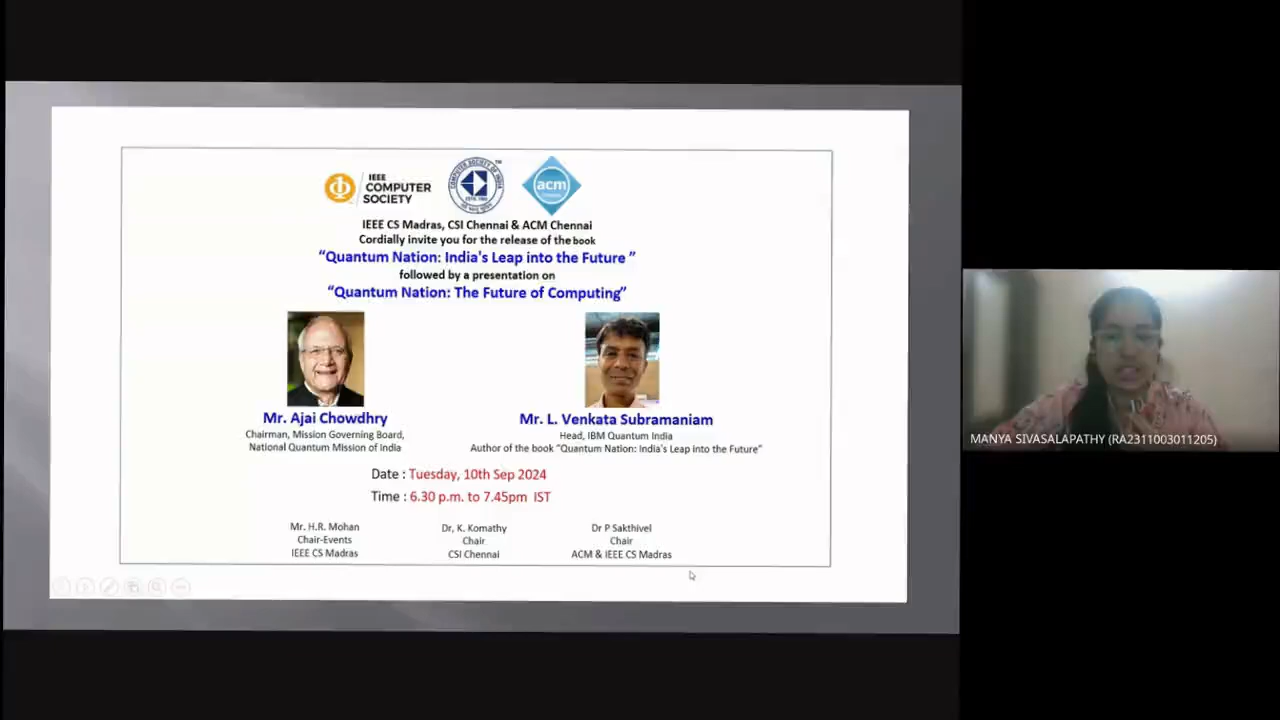 IEEE
COMPUTER
SOCIETY
COMPUTER SOCIETY OF INDIA
acm
IEEE CS Madras, CSI Chennai & ACM Chennai
Cordially invite you for the release of the book
“Quantum Nation: India's Leap into the Future ”
followed by a presentation on
“Quantum Nation: The Future of Computing”
Mr. Ajai Chowdhry
Chairman, Mission Governing Board,
National Quantum Mission of India
Mr. L. Venkata Subramaniam
Head, IBM Quantum India
Author of the book “Quantum Nation: India's Leap into the Future”
Date : Tuesday, 10th Sep 2024
Time : 6.30 p.m. to 7.45pm IST
Mr. H.R. Mohan
Chair-Events
IEEE CS Madras
Dr, K. Komathy
Chair
CSI Chennai
Dr P Sakthivel
Chair
ACM & IEEE CS Madras
MANYA SIVASALAPATHY (RA2311003011205)